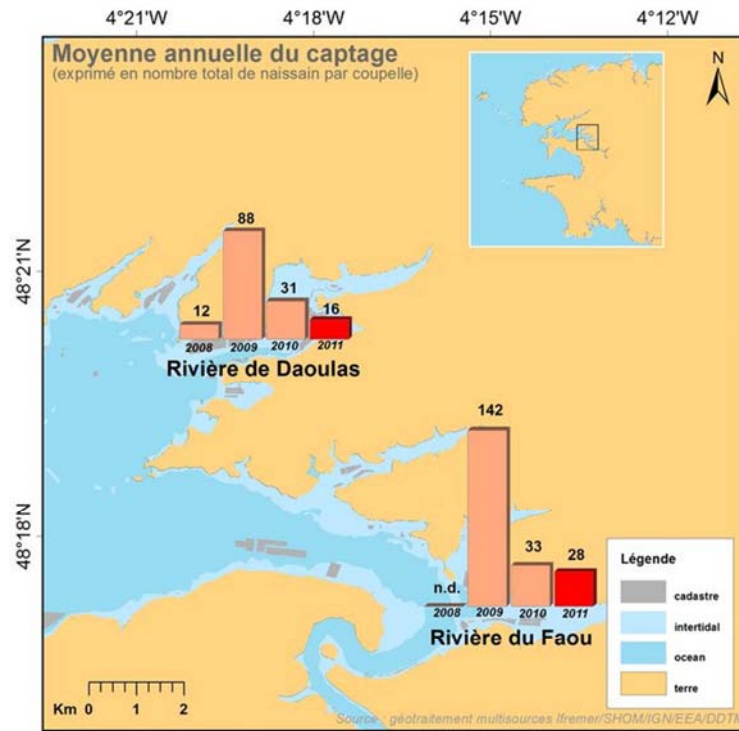 4°21'W 4°18'W 4°15'W 4°12'W
Moyenne annuelle du captage
(exprimé en nombre total de naissain par coupelle)
N
48°21'N
88
12
31
16
2008 2009 2010 2011
Rivière de Daoulas
142
48°18'N
33
28
n.d.
2008 2009 2010 2011
Rivière du Faou
Légende
cadastre
intertidal
ocean
terre
Km 0 1 2
Source : géotraitement multisources Ifremer/SHOM/IGN/EEA/DDTM